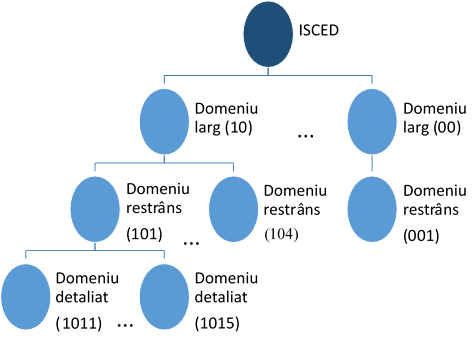 ISCED
Domeniu
larg (10)
...
Domeniu
larg (00)
Domeniu
restrâns
(101)
...
Domeniu
restrâns
(104)
Domeniu
restrâns
(001)
Domeniu
detaliat
(1011)
...
Domeniu
detaliat
(1015)